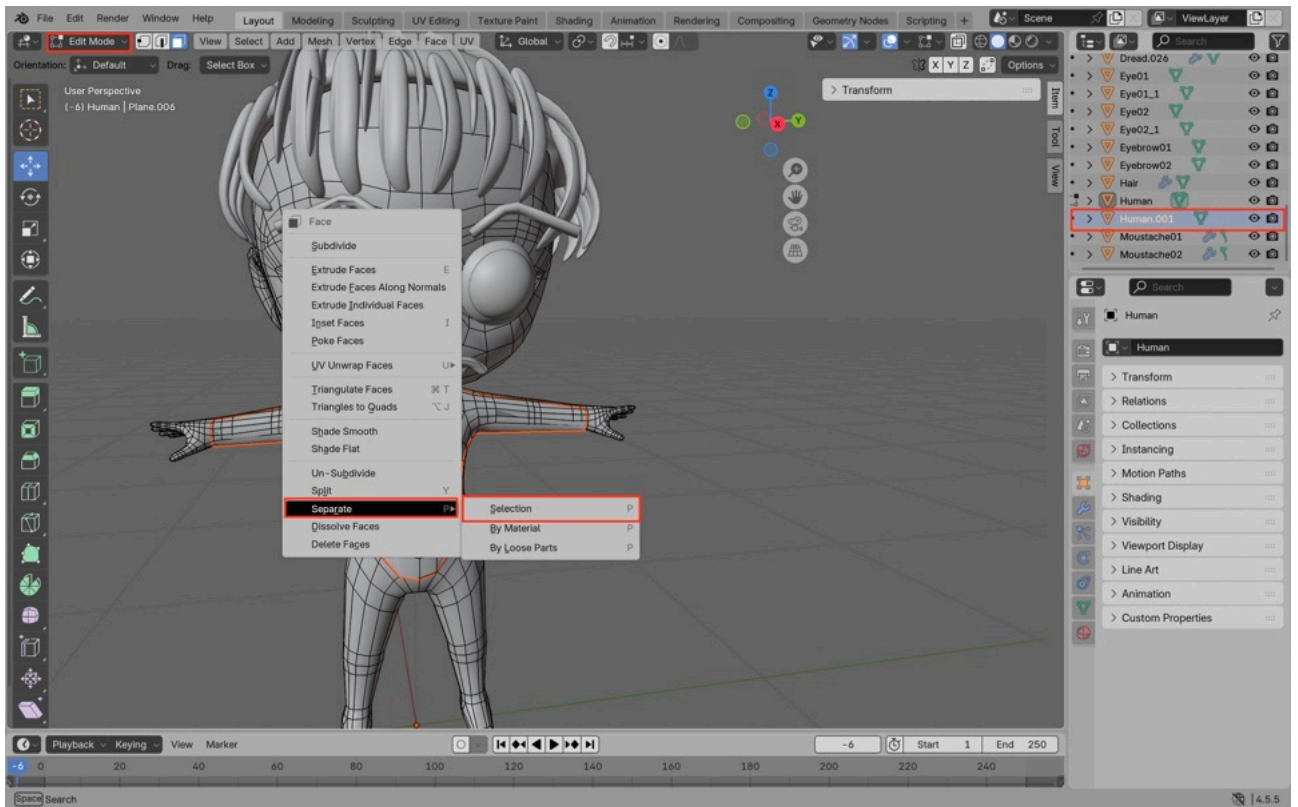 File Edit Render Window Help Layout Modeling Sculpting UV Editing Texture Paint Shading Animation Rendering Compositing Geometry Nodes Scripting + Scene ViewLayer
Edit Mode View Select Add Mesh Vertex Edge Face UV Global Search
Orientation: Default Drag: Select Box X Y Z Options
User Perspective
(-6) Human | Plane.006
Z
X
Y
Transform
Item
Tool
View
Dread.026
Eye01
Eye01_1
Eye02
Eye02_1
Eyebrow01
Eyebrow02
Hair
Human
Human.001
Moustache01
Moustache02
Face
Subdivide
Extrude Faces E
Extrude Faces Along Normals
Extrude Individual Faces
Inset Faces I
Poke Faces
UV Unwrap Faces U
Triangulate Faces ⌘ T
Triangles to Quads ⌥ J
Shade Smooth
Shade Flat
Un-Subdivide
Split Y
Separate P
Dissolve Faces
Delete Faces
Selection P
By Material P
By Loose Parts P
Search
Human
Human
Transform
Relations
Collections
Instancing
Motion Paths
Shading
Visibility
Viewport Display
Line Art
Animation
Custom Properties
Playback Keying View Marker -6 Start 1 End 250
-6 0 20 40 60 80 100 120 140 160 180 200 220 240
Space Search 4.5.5